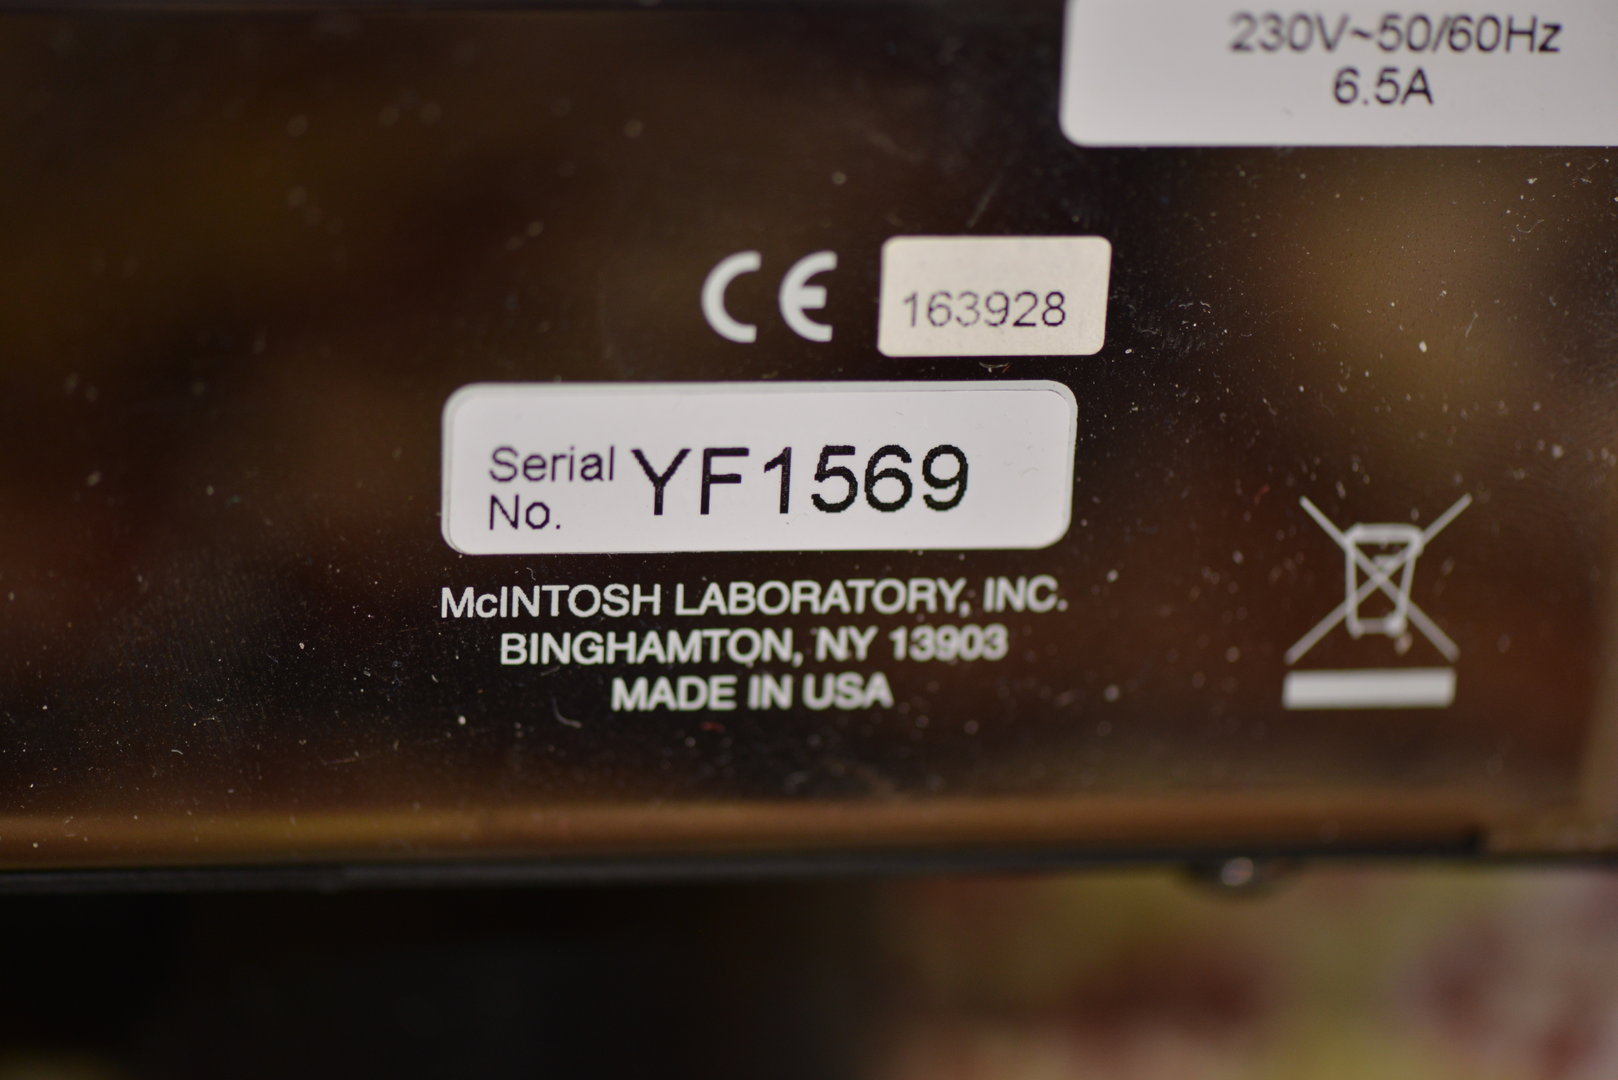 230V~50/60Hz
6.5A
CE
163928
Serial No. YF1569
McINTOSH LABORATORY, INC.
BINGHAMTON, NY 13903
MADE IN USA